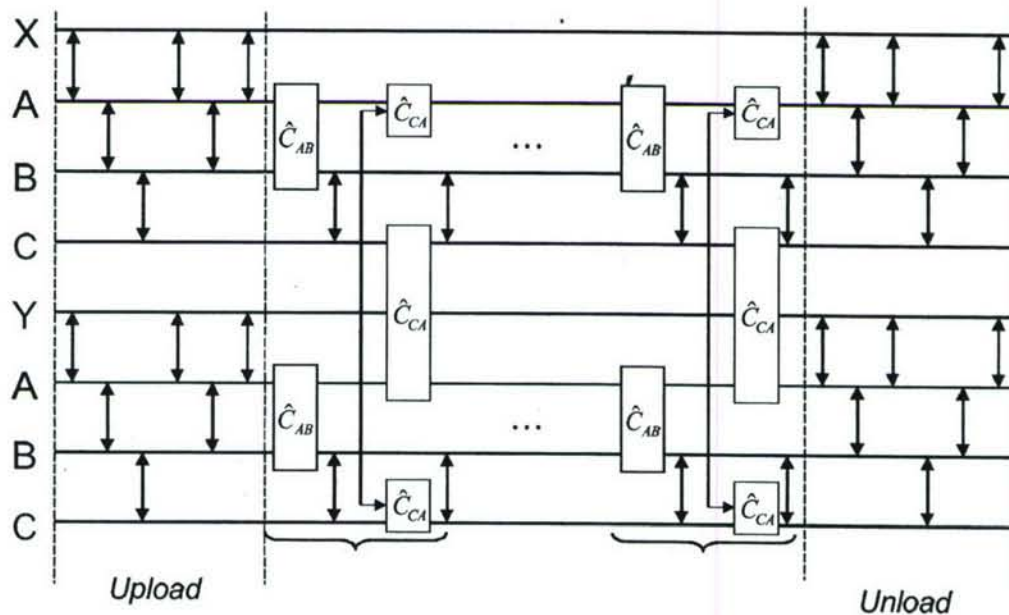 X
A
B
C
Y
A
B
C
Ĉ_AB
Ĉ_CA
...
Ĉ_AB
Ĉ_CA
Ĉ_CA
Ĉ_CA
Ĉ_AB
...
Ĉ_AB
Ĉ_CA
Ĉ_CA
Upload
Unload